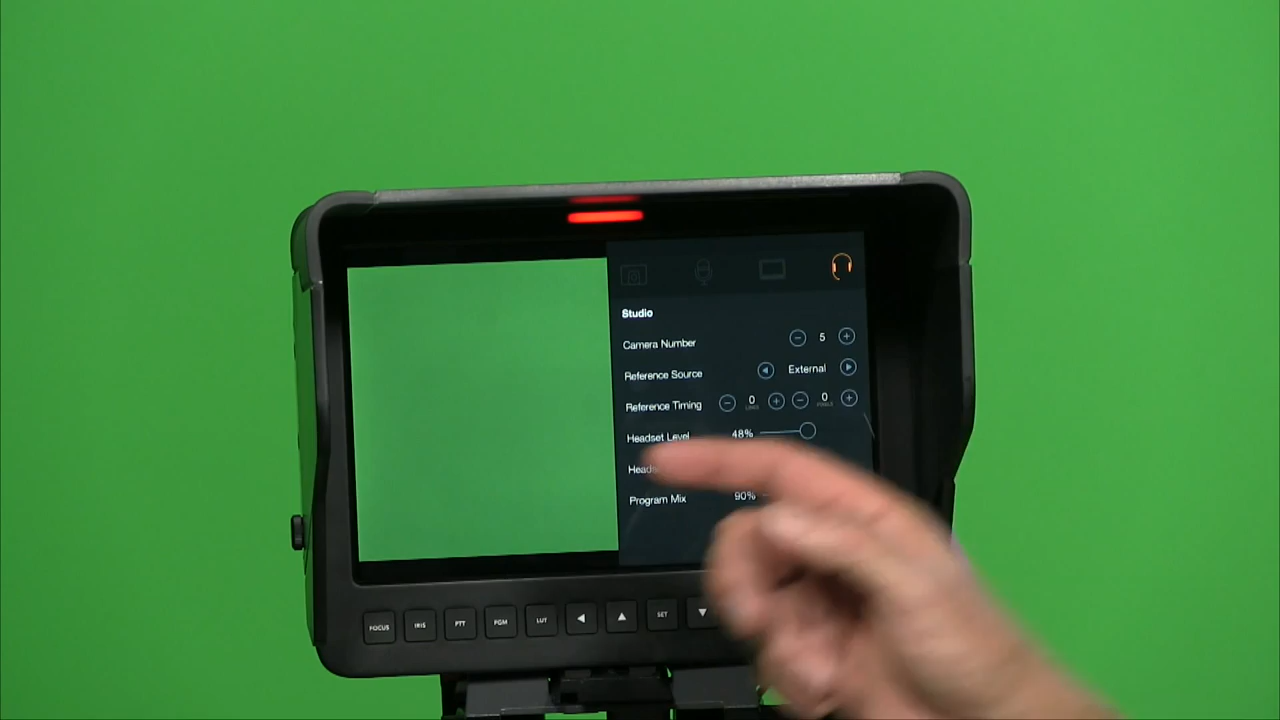 Studio
Camera Number 5
Reference Source External
Reference Timing 0 0
Headset Level 48%
Program Mix 90%
FOCUS IRIS PTT PGM LUT SET